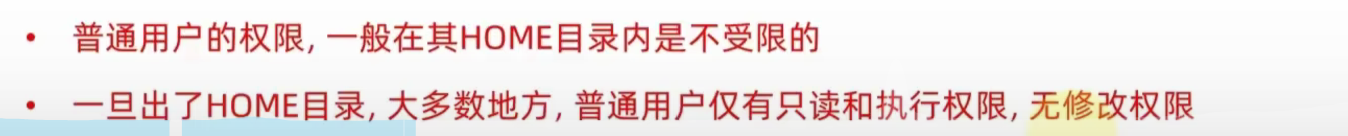 • 普通用户的权限, 一般在其HOME目录内是不受限的
• 一旦出了HOME目录, 大多数地方, 普通用户仅有只读和执行权限, 无修改权限